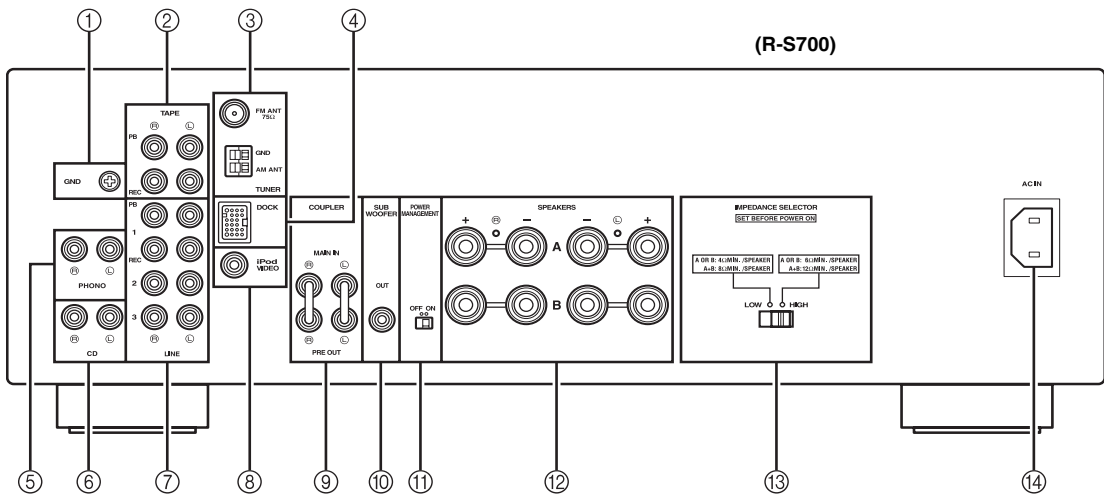 ① ② ③ ④
(R-S700)
TAPE
Ⓡ Ⓛ
PB
REC
GND
FM ANT
75Ω
GND
AM ANT
TUNER
PB
1
REC
2
3
Ⓡ Ⓛ
LINE
Ⓡ Ⓛ
PHONO
Ⓡ Ⓛ
CD
DOCK
iPod
VIDEO
COUPLER
MAIN IN
Ⓡ Ⓛ
Ⓡ Ⓛ
PRE OUT
SUB
WOOFER
OUT
POWER
MANAGEMENT
OFF ON
SPEAKERS
+ Ⓡ − − Ⓛ +
A
B
IMPEDANCE SELECTOR
SET BEFORE POWER ON
A OR B: 4ΩMIN. /SPEAKER
A+B: 8ΩMIN. /SPEAKER
A OR B: 6ΩMIN. /SPEAKER
A+B: 12ΩMIN. /SPEAKER
LOW HIGH
AC IN
⑤ ⑥ ⑦ ⑧ ⑨ ⑩ ⑪ ⑫ ⑬ ⑭